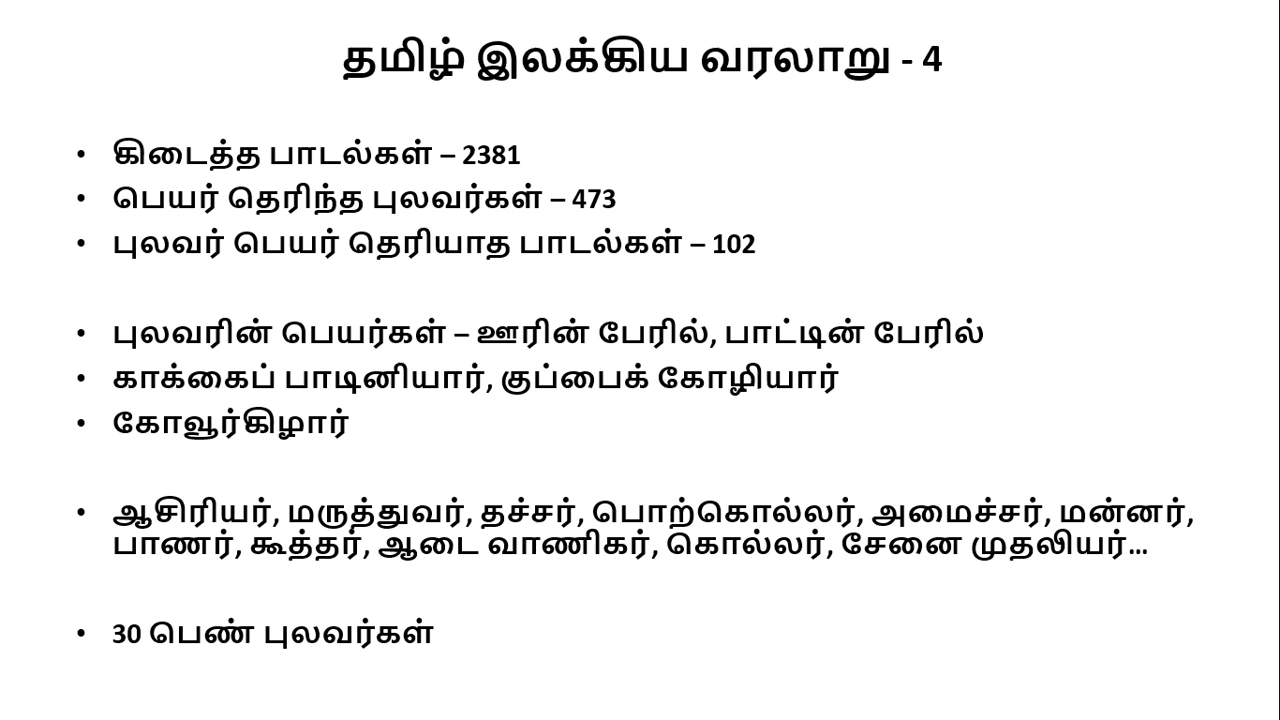 தமிழ் இலக்கிய வரலாறு - 4
• கிடைத்த பாடல்கள் – 2381
• பெயர் தெரிந்த புலவர்கள் – 473
• புலவர் பெயர் தெரியாத பாடல்கள் – 102
• புலவரின் பெயர்கள் – ஊரின் பேரில், பாட்டின் பேரில்
• காக்கைப் பாடினியார், குப்பைக் கோழியார்
• கோவூர்கிழார்
• ஆசிரியர், மருத்துவர், தச்சர், பொற்கொல்லர், அமைச்சர், மன்னர்,
பாணர், கூத்தர், ஆடை வாணிகர், கொல்லர், சேனை முதலியர்...
• 30 பெண் புலவர்கள்